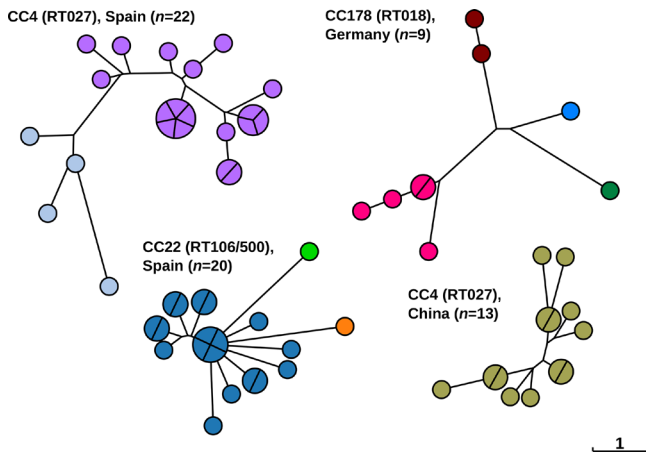 CC4 (RT027), Spain (n=22)
CC178 (RT018),
Germany (n=9)
CC22 (RT106/500),
Spain (n=20)
CC4 (RT027),
China (n=13)
1